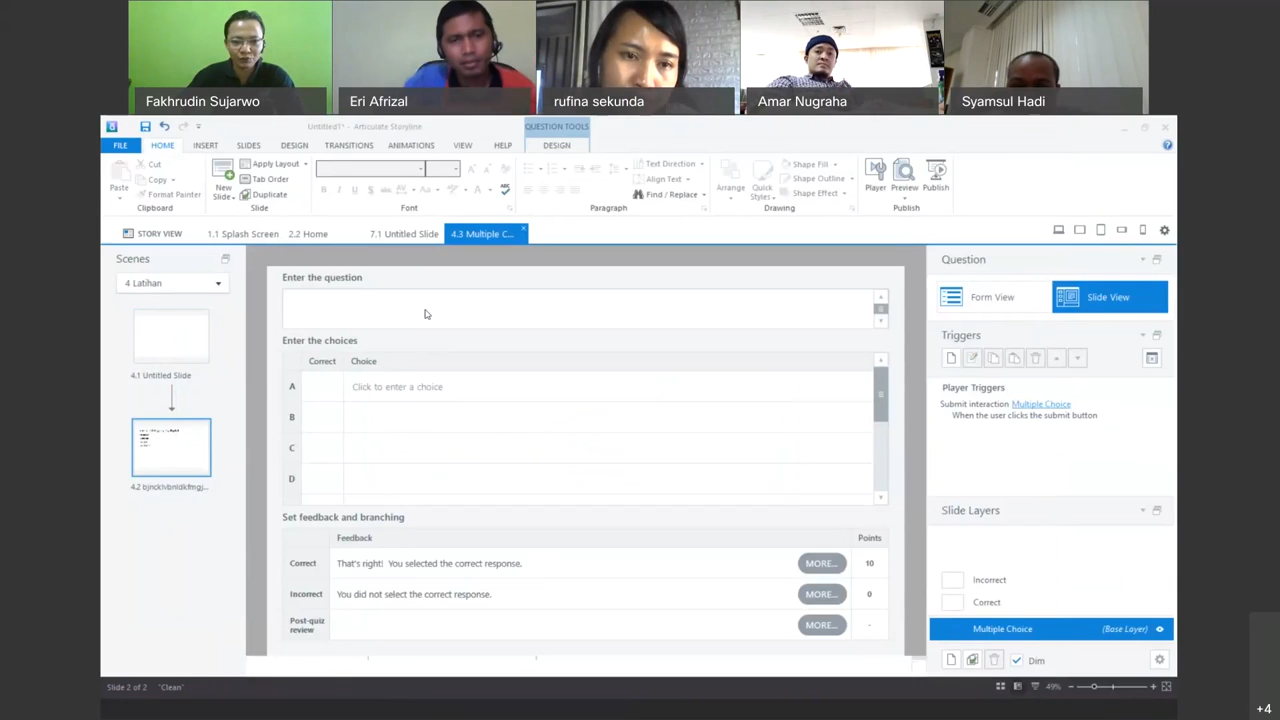 Fakhrudin Sujarwo
Eri Afrizal
rufina sekunda
Amar Nugraha
Syamsul Hadi
Untitled1* - Articulate Storyline
QUESTION TOOLS
FILE HOME INSERT SLIDES DESIGN TRANSITIONS ANIMATIONS VIEW HELP DESIGN
Paste
Cut
Copy
Format Painter
Clipboard
New Slide
Apply Layout
Tab Order
Duplicate
Slide
Font
Text Direction
Align Text
Find / Replace
Paragraph
Arrange
Quick Styles
Shape Fill
Shape Outline
Shape Effect
Drawing
Player
Preview
Publish
Publish
STORY VIEW
1.1 Splash Screen
2.2 Home
7.1 Untitled Slide
4.3 Multiple C...
Scenes
4 Latihan
4.1 Untitled Slide
Enter the question
Enter the choices
Correct Choice
A Click to enter a choice
B
C
D
Set feedback and branching
Feedback Points
Correct That's right! You selected the correct response. MORE... 10
Incorrect You did not select the correct response. MORE... 0
Post-quiz review MORE... -
Question
Form View
Slide View
Triggers
Player Triggers
Submit interaction Multiple Choice
When the user clicks the submit button
Slide Layers
Incorrect
Correct
Multiple Choice (Base Layer)
Dim
Slide 2 of 2 "Clean"
49%
+4